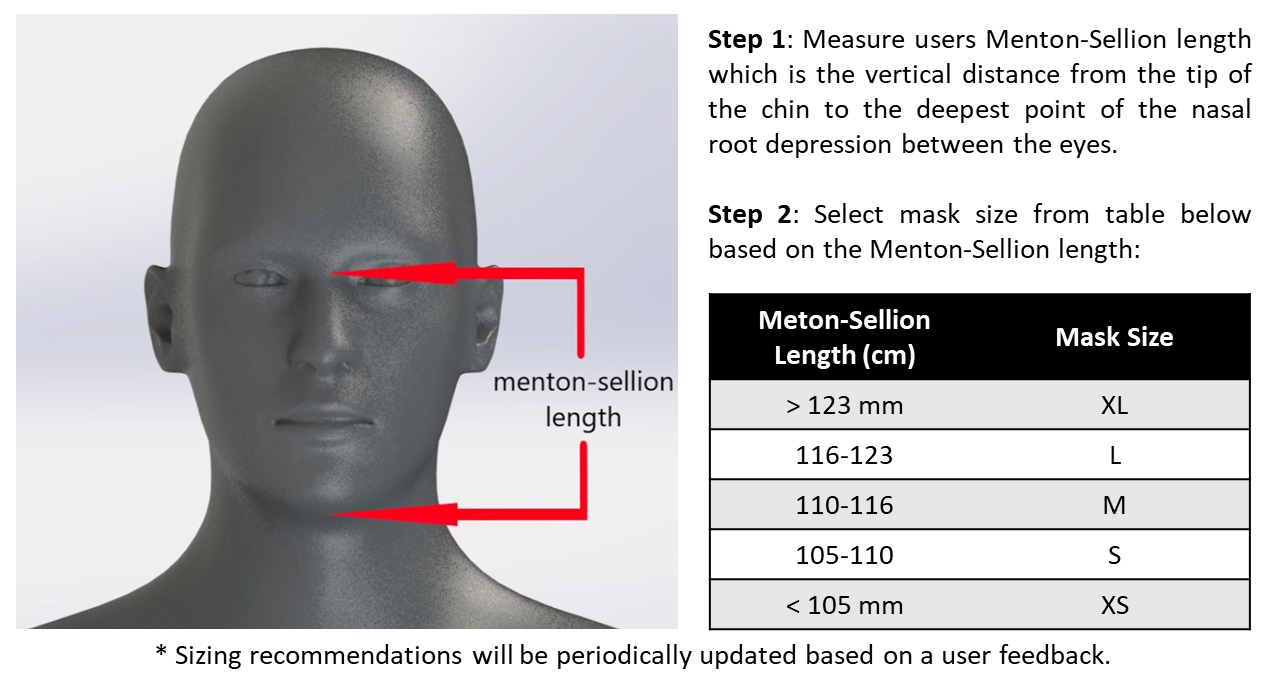 Step 1: Measure users Menton-Sellion length
which is the vertical distance from the tip of
the chin to the deepest point of the nasal
root depression between the eyes.
Step 2: Select mask size from table below
based on the Menton-Sellion length:
menton-sellion
length
Meton-Sellion
Length (cm)
Mask Size
> 123 mm XL
116-123 L
110-116 M
105-110 S
< 105 mm XS
* Sizing recommendations will be periodically updated based on a user feedback.